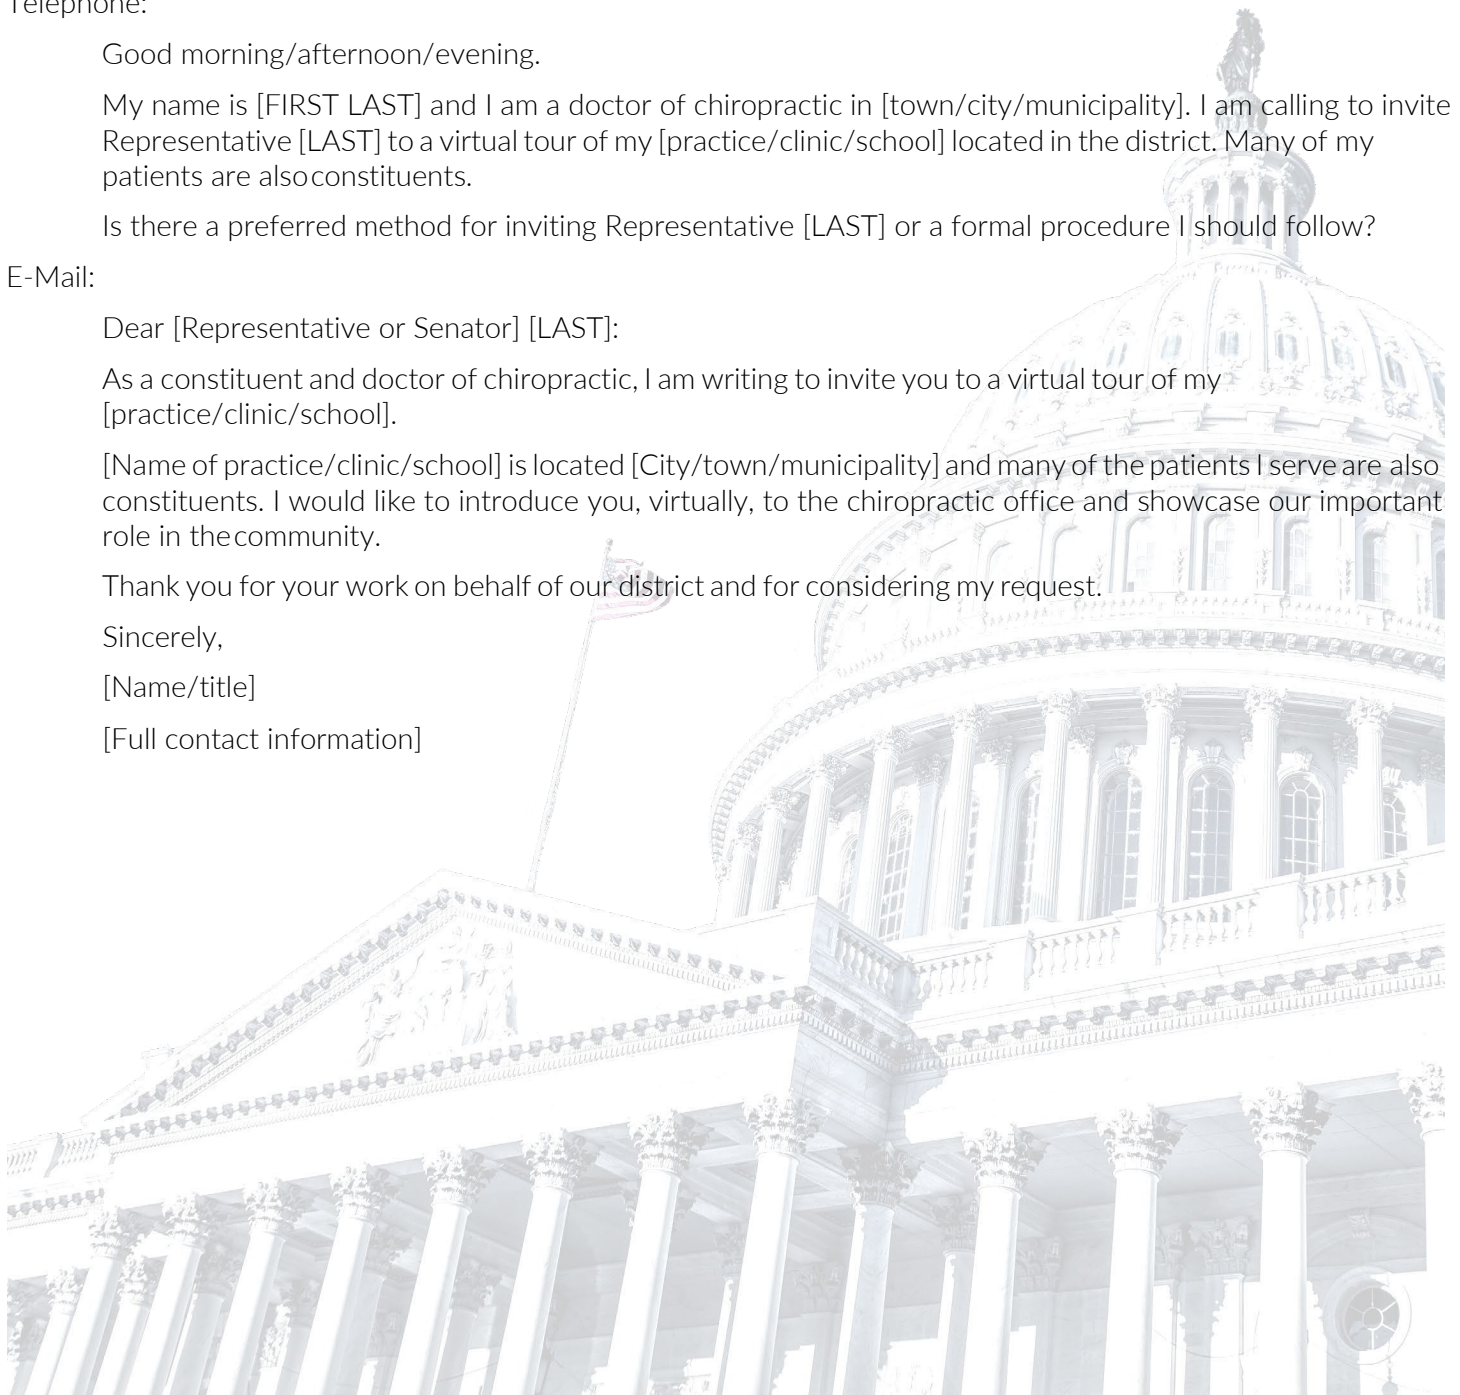 Telephone:
Good morning/afternoon/evening.
My name is [FIRST LAST] and I am a doctor of chiropractic in [town/city/municipality]. I am calling to invite
Representative [LAST] to a virtual tour of my [practice/clinic/school] located in the district. Many of my
patients are also constituents.
Is there a preferred method for inviting Representative [LAST] or a formal procedure I should follow?
E-Mail:
Dear [Representative or Senator] [LAST]:
As a constituent and doctor of chiropractic, I am writing to invite you to a virtual tour of my
[practice/clinic/school].
[Name of practice/clinic/school] is located [City/town/municipality] and many of the patients I serve are also
constituents. I would like to introduce you, virtually, to the chiropractic office and showcase our important
role in the community.
Thank you for your work on behalf of our district and for considering my request.
Sincerely,
[Name/title]
[Full contact information]